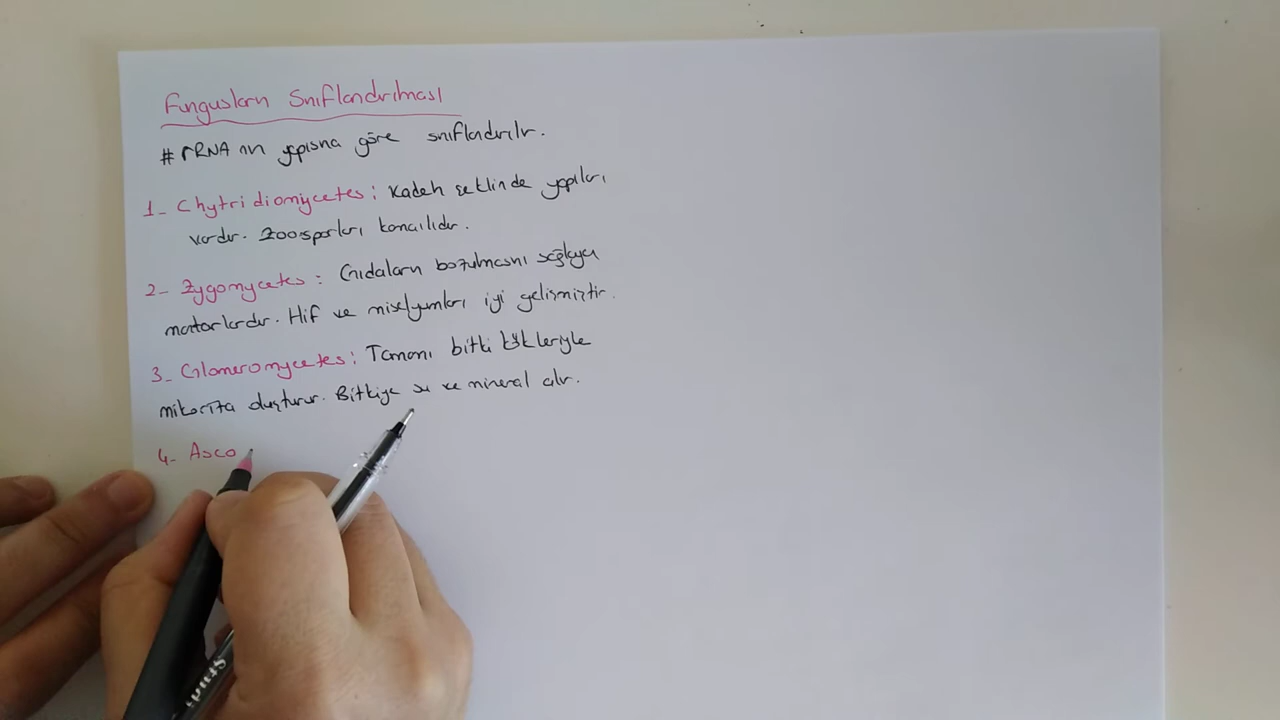 Fungusların Sınıflandırılması
# rRNA nın yapısına göre sınıflandırılır.
1- Chytridiomycetes: Kadeh şeklinde yapıları
vardır. Zoosporları kamçılıdır.
2- Zygomycetes: Gıdaların bozulmasını sağlayan
mantarlardır. Hif ve miselyumları iyi gelişmiştir.
3- Glomeromycetes: Tamamı bitki kökleriyle
mikoriza oluşturur. Bitkiye su ve mineral alır.
4- Asco